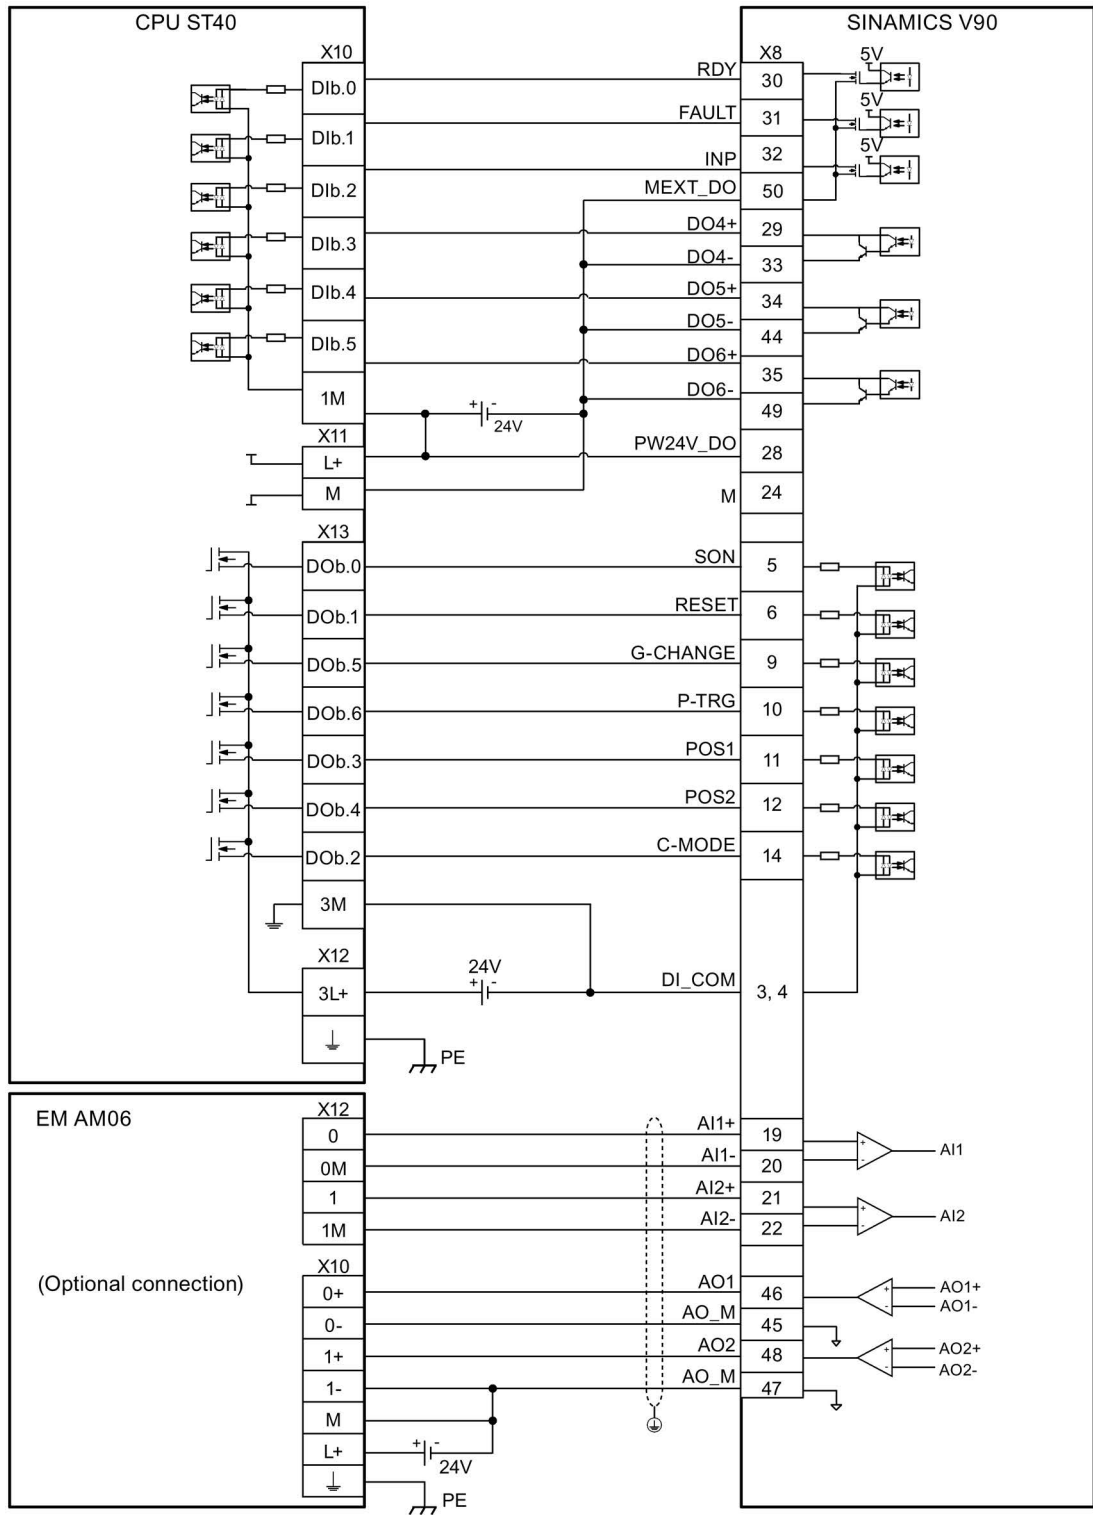 CPU ST40
SINAMICS V90
X10
X8
5V
DIb.0
RDY
30
5V
DIb.1
FAULT
31
5V
DIb.2
INP
32
MEXT_DO
50
DIb.3
DO4+
29
DO4-
33
DIb.4
DO5+
34
DO5-
44
DIb.5
DO6+
35
1M
DO6-
49
+ -
24V
X11
L+
PW24V_DO
28
M
M
24
X13
DOb.0
SON
5
DOb.1
RESET
6
DOb.5
G-CHANGE
9
DOb.6
P-TRG
10
DOb.3
POS1
11
DOb.4
POS2
12
DOb.2
C-MODE
14
3M
X12
24V
+ -
3L+
DI_COM
3, 4
PE
EM AM06
X12
0
AI1+
19
+
AI1
0M
AI1-
20
-
1
AI2+
21
+
AI2
1M
AI2-
22
-
(Optional connection)
X10
0+
AO1
46
+
AO1+
-
AO1-
0-
AO_M
45
1+
AO2
48
+
AO2+
-
AO2-
1-
AO_M
47
M
L+
+ -
24V
PE